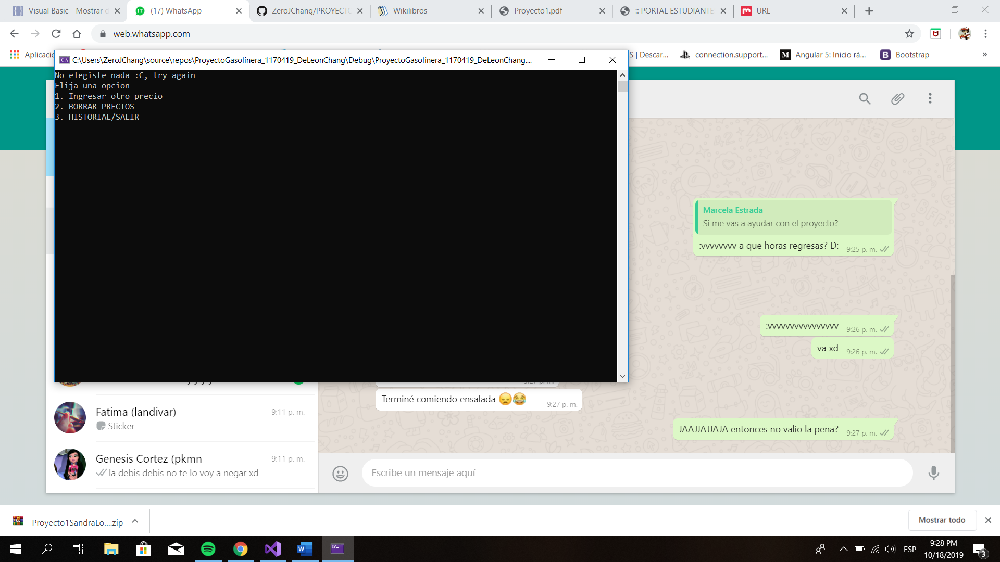 Visual Basic - Mostrar
(17) WhatsApp
ZeroJChang/PROYECTO
Wikilibros
Proyecto1.pdf
:: PORTAL ESTUDIANTE
URL
web.whatsapp.com
Aplicacio
S | Descar...
connection.support...
Angular 5: Inicio rá...
Bootstrap
»
C:\Users\ZeroJChang\source\repos\ProyectoGasolinera_1170419_DeLeonChang\Debug\ProyectoGasolinera_1170419_DeLeonChang....
No elegiste nada :C, try again
Elija una opcion
1. Ingresar otro precio
2. BORRAR PRECIOS
3. HISTORIAL/SALIR
Marcela Estrada
Si me vas a ayudar con el proyecto?
:vvvvvvvv a que horas regresas? D:
9:25 p. m.
:vvvvvvvvvvvvvvvv
9:26 p. m.
va xd
9:26 p. m.
Terminé comiendo ensalada 😞😂
9:27 p. m.
JAAJJAJJAJA entonces no valio la pena?
9:27 p. m.
Fatima (landivar)
9:11 p. m.
Sticker
Genesis Cortez (pkmn
9:11 p. m.
la debis debis no te lo voy a negar xd
Escribe un mensaje aquí
Proyecto1SandraLo....zip
Mostrar todo
ESP
9:28 PM
10/18/2019
3